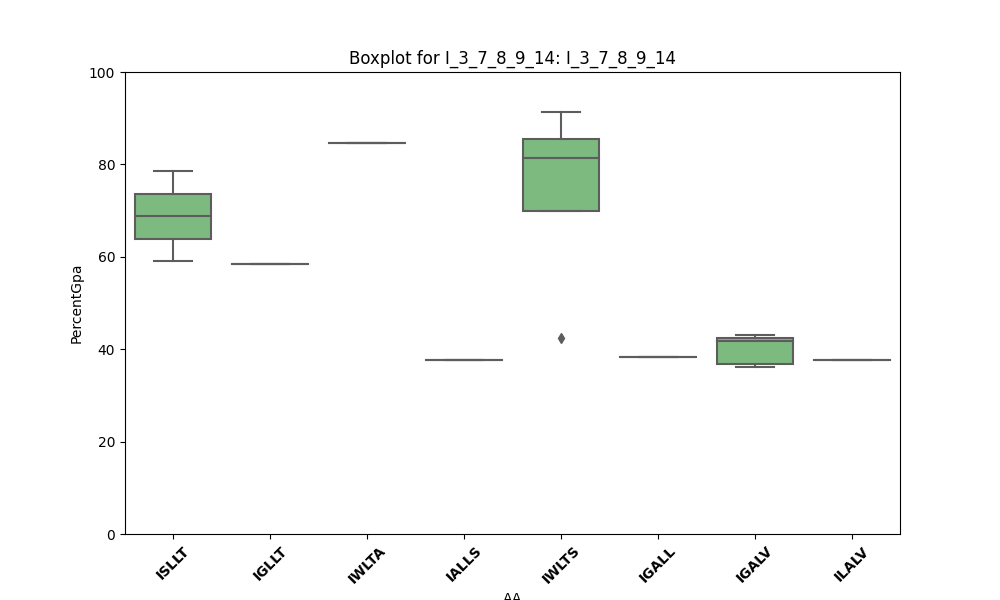 Boxplot for I_3_7_8_9_14: I_3_7_8_9_14
100
80
60
40
20
0
PercentGpa
ISLLT
IGLLT
IWLTA
IALLS
IWLTS
IGALL
IGALV
ILALV
AA